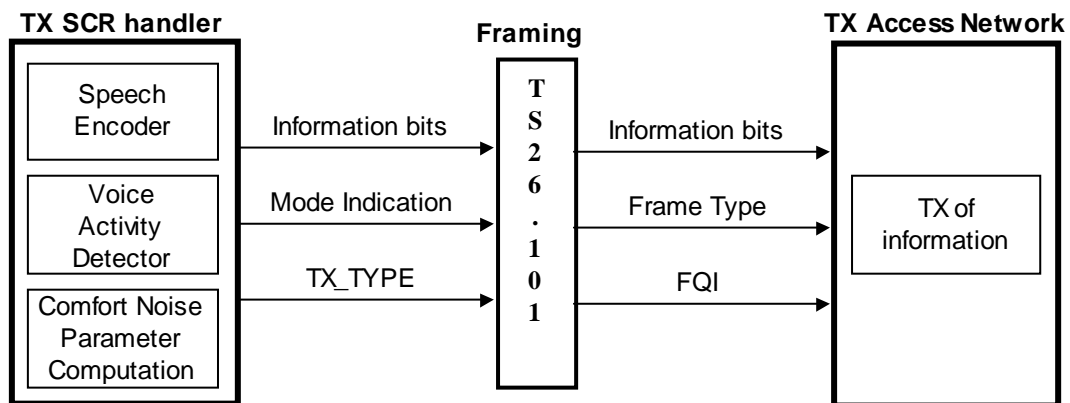 TX SCR handler
Framing
TX Access Network
Speech
Encoder
Voice
Activity
Detector
Comfort Noise
Parameter
Computation
Information bits
Mode Indication
TX_TYPE
T
S
2
6
.
1
0
1
Information bits
Frame Type
FQI
TX of
information